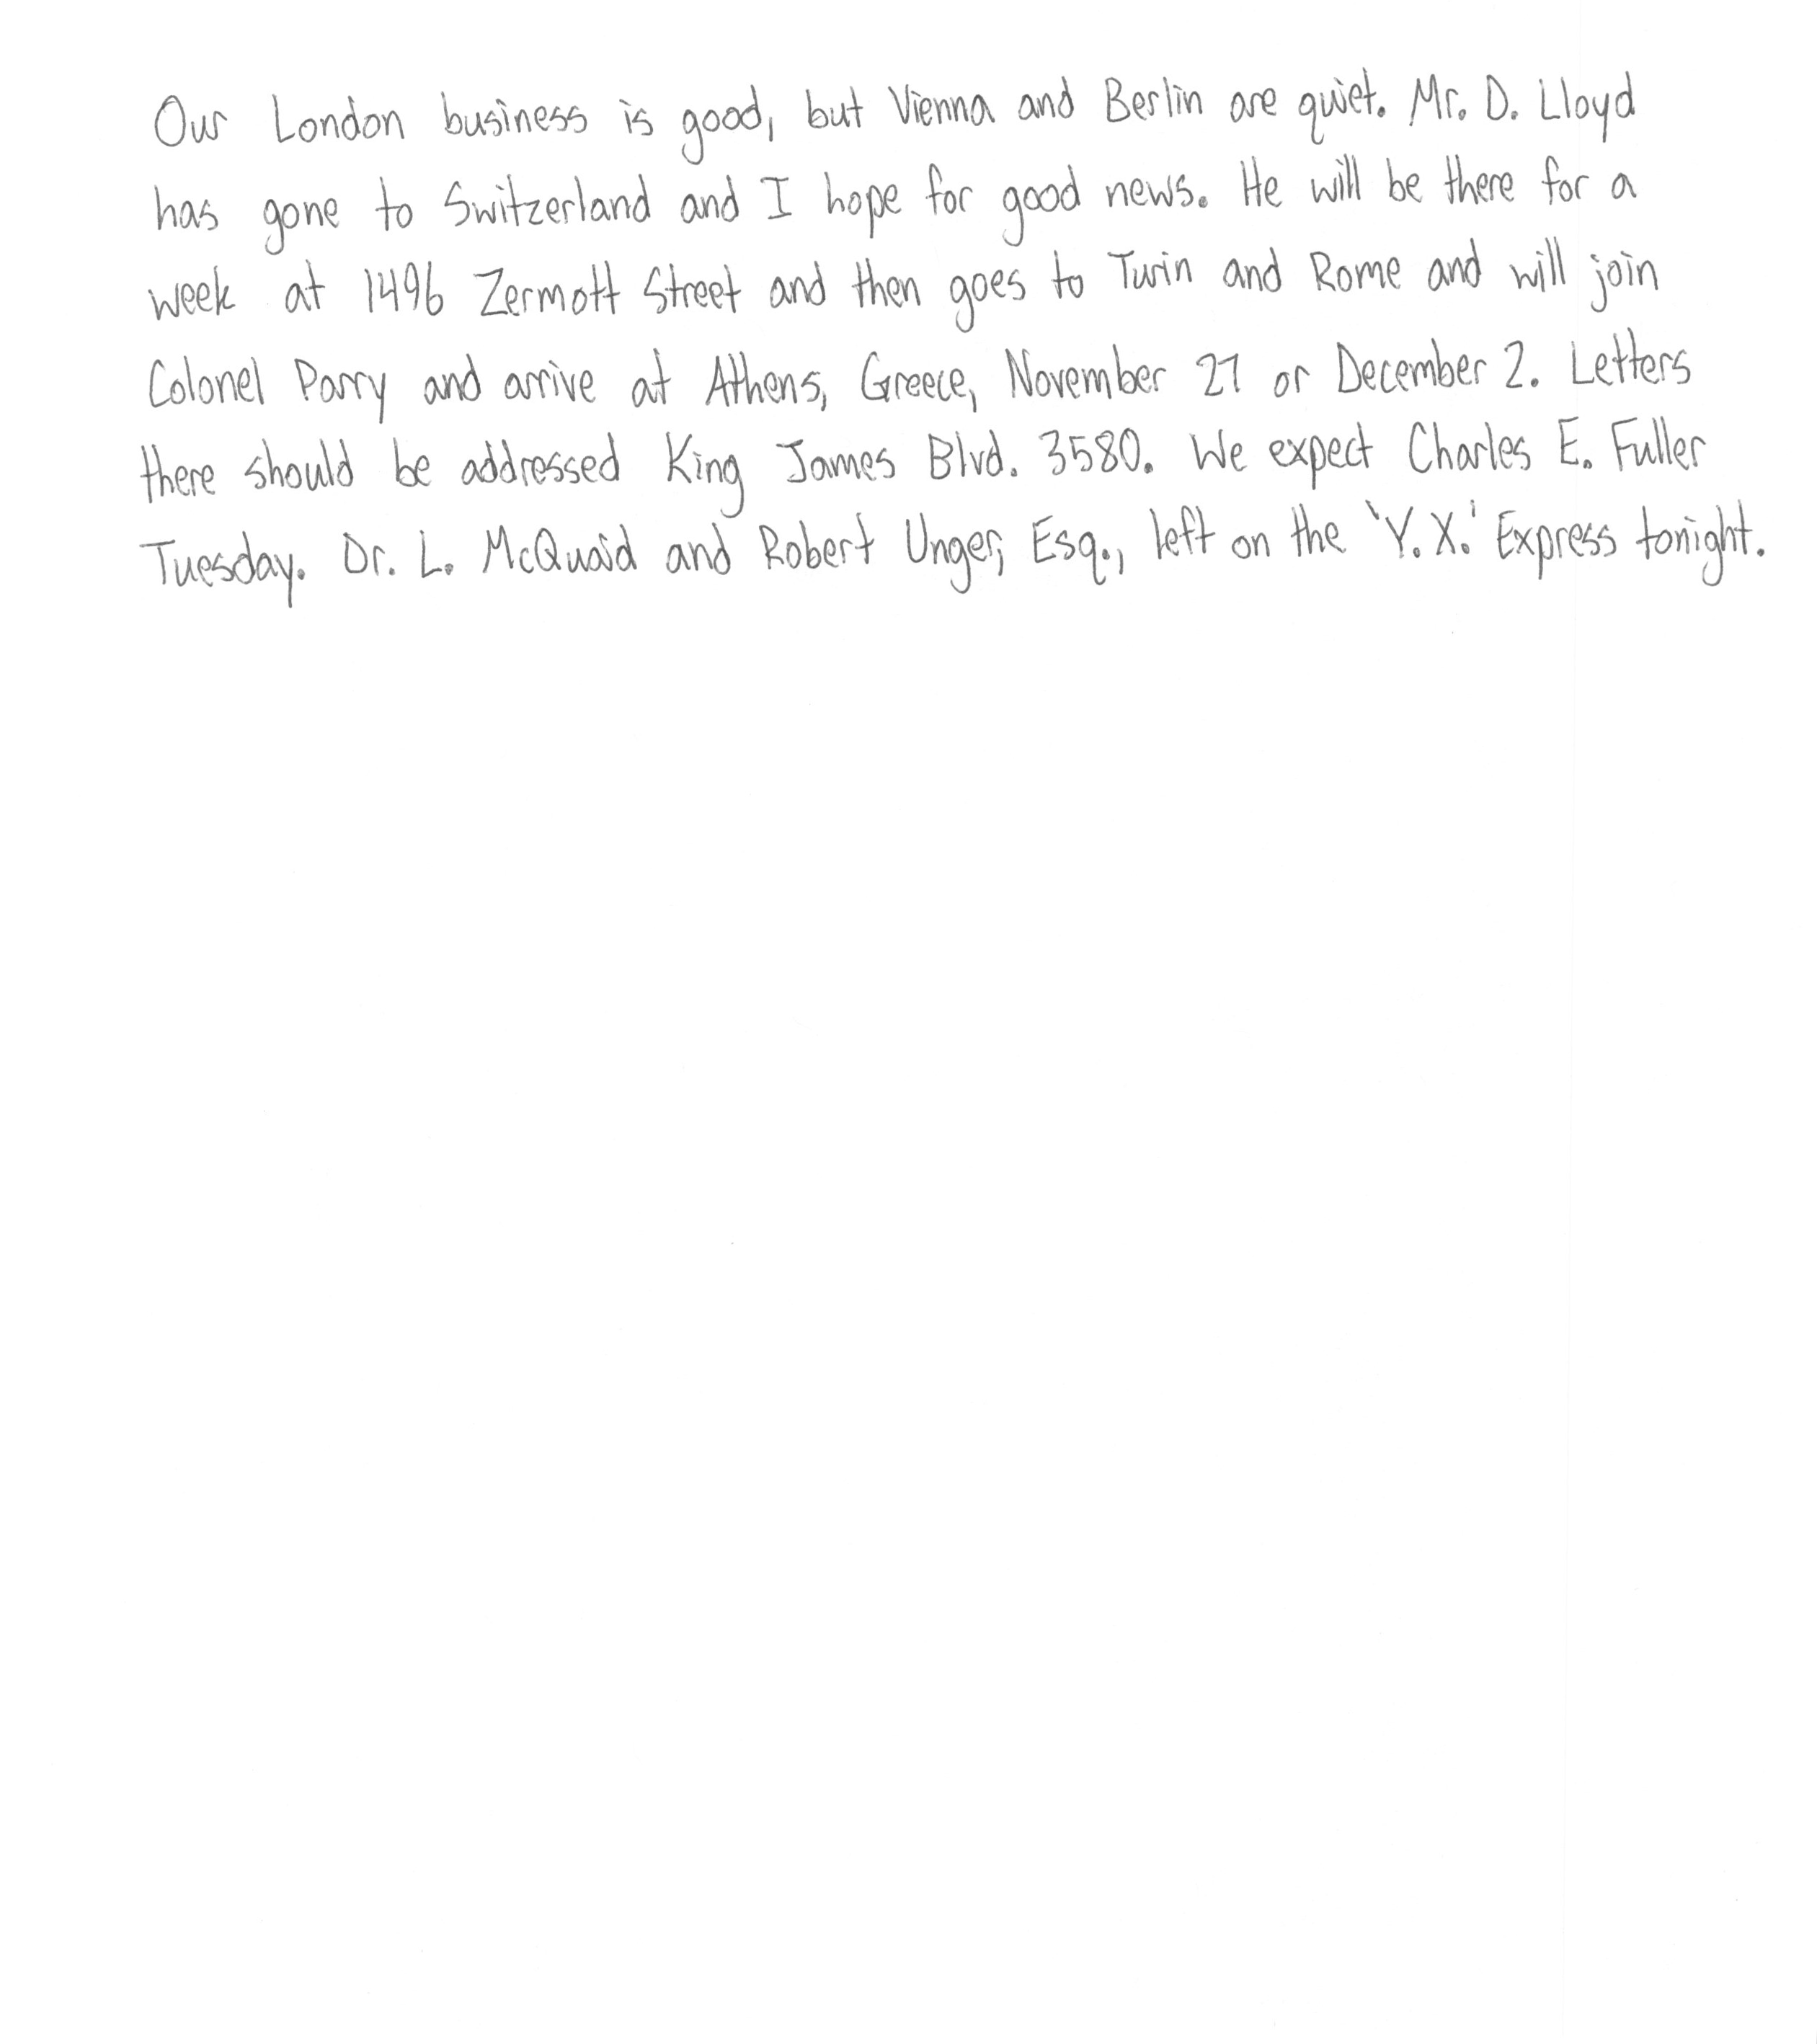 Our London business is good, but Vienna and Berlin are quiet. Mr. D. Lloyd
has gone to Switzerland and I hope for good news. He will be there for a
week at 1496 Zermott Street and then goes to Turin and Rome and will join
Colonel Parry and arrive at Athens, Greece, November 27 or December 2. Letters
there should be addressed King James Blvd. 3580. We expect Charles E. Fuller
Tuesday. Dr. L. McQuaid and Robert Unger, Esq., left on the 'Y.X.' Express tonight.